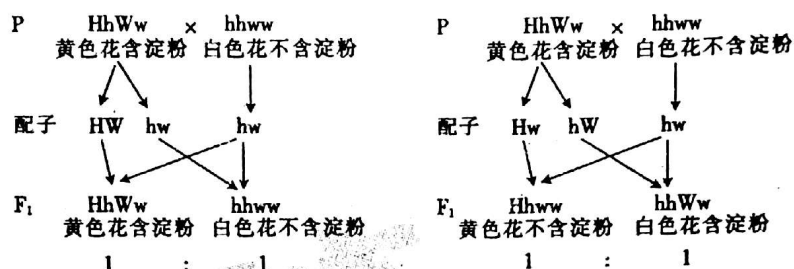 P HhWw × hhww
黄色花含淀粉 白色花不含淀粉
配子 HW hw hw
F₁ HhWw hhww
黄色花含淀粉 白色花不含淀粉
1 : 1
P HhWw × hhww
黄色花含淀粉 白色花不含淀粉
配子 Hw hW hw
F₁ Hhww hhWw
黄色花不含淀粉 白色花含淀粉
1 : 1